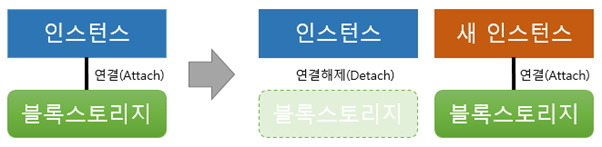 인스턴스
연결(Attach)
블록스토리지
인스턴스
연결해제(Detach)
블록스토리지
새 인스턴스
연결(Attach)
블록스토리지